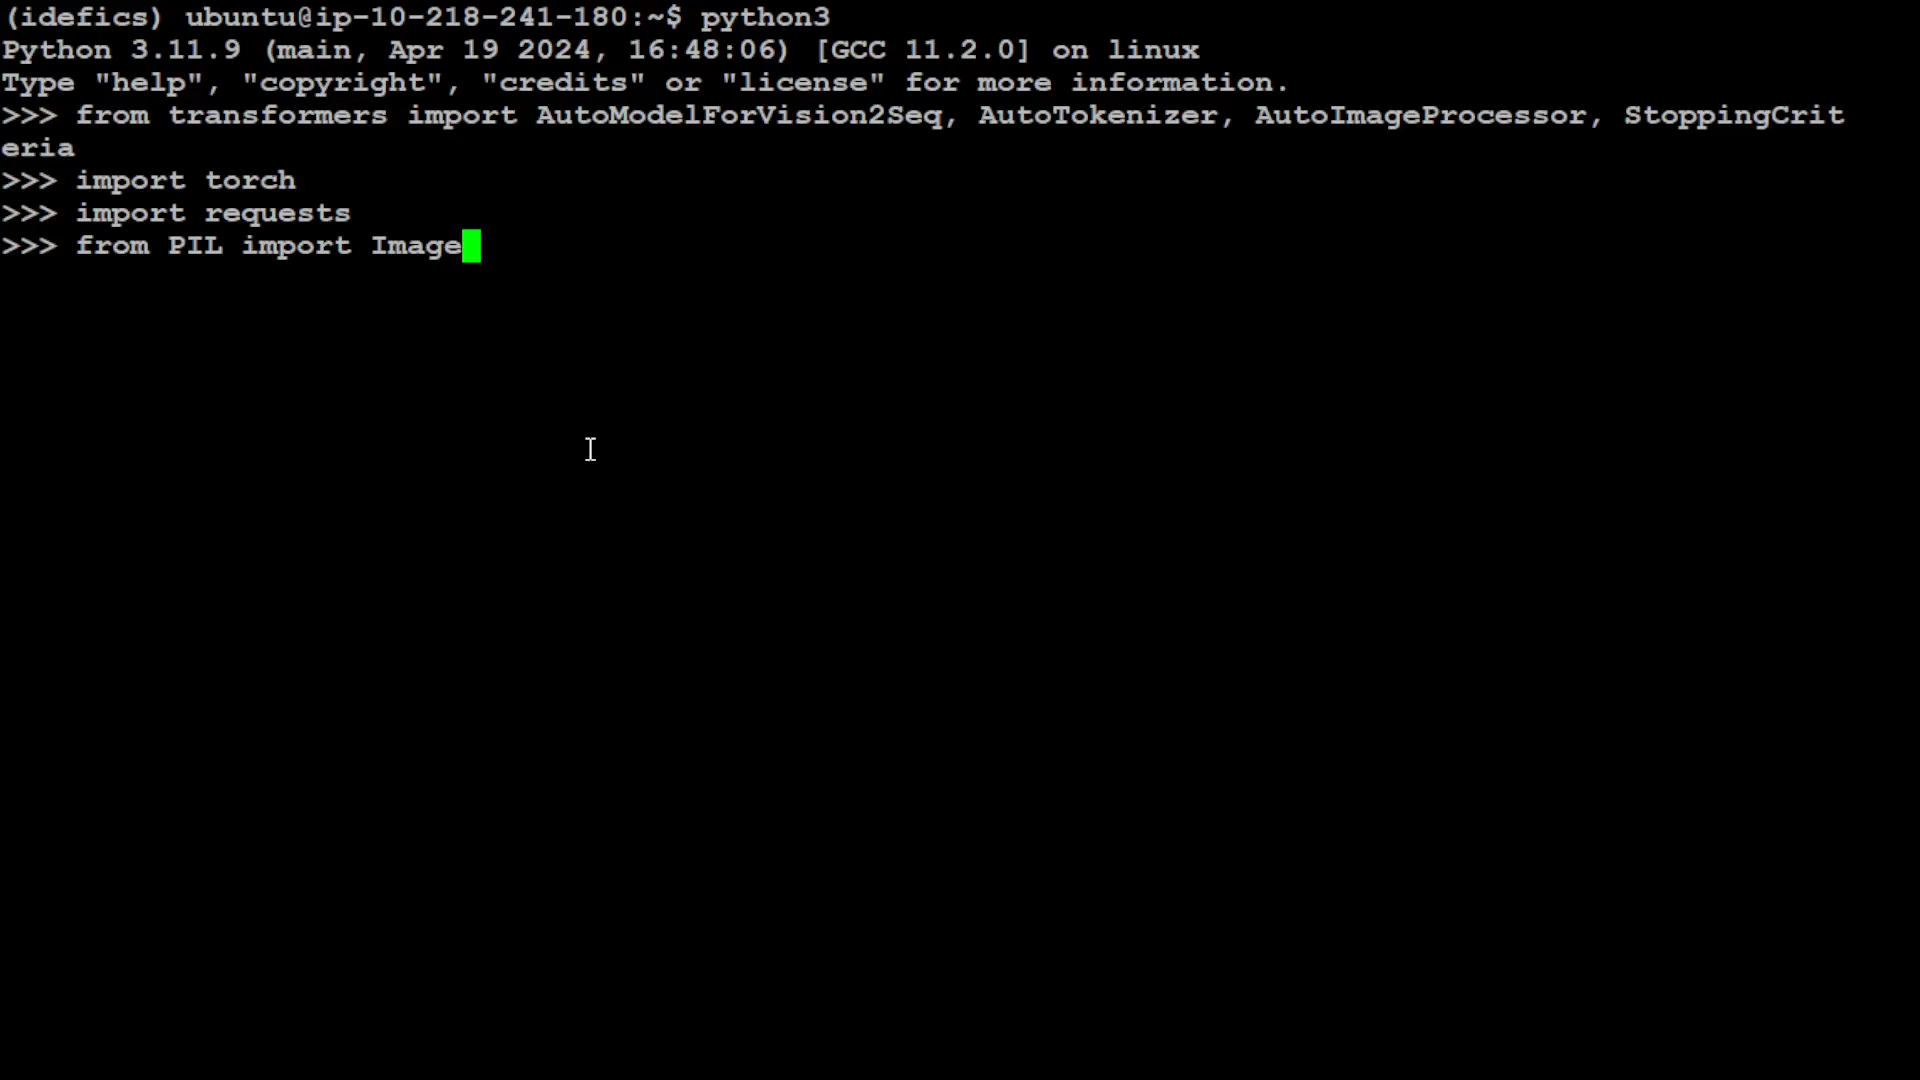 (idefics) ubuntu@ip-10-218-241-180:~$ python3
Python 3.11.9 (main, Apr 19 2024, 16:48:06) [GCC 11.2.0] on linux
Type "help", "copyright", "credits" or "license" for more information.
>>> from transformers import AutoModelForVision2Seq, AutoTokenizer, AutoImageProcessor, StoppingCrit
eria
>>> import torch
>>> import requests
>>> from PIL import Image